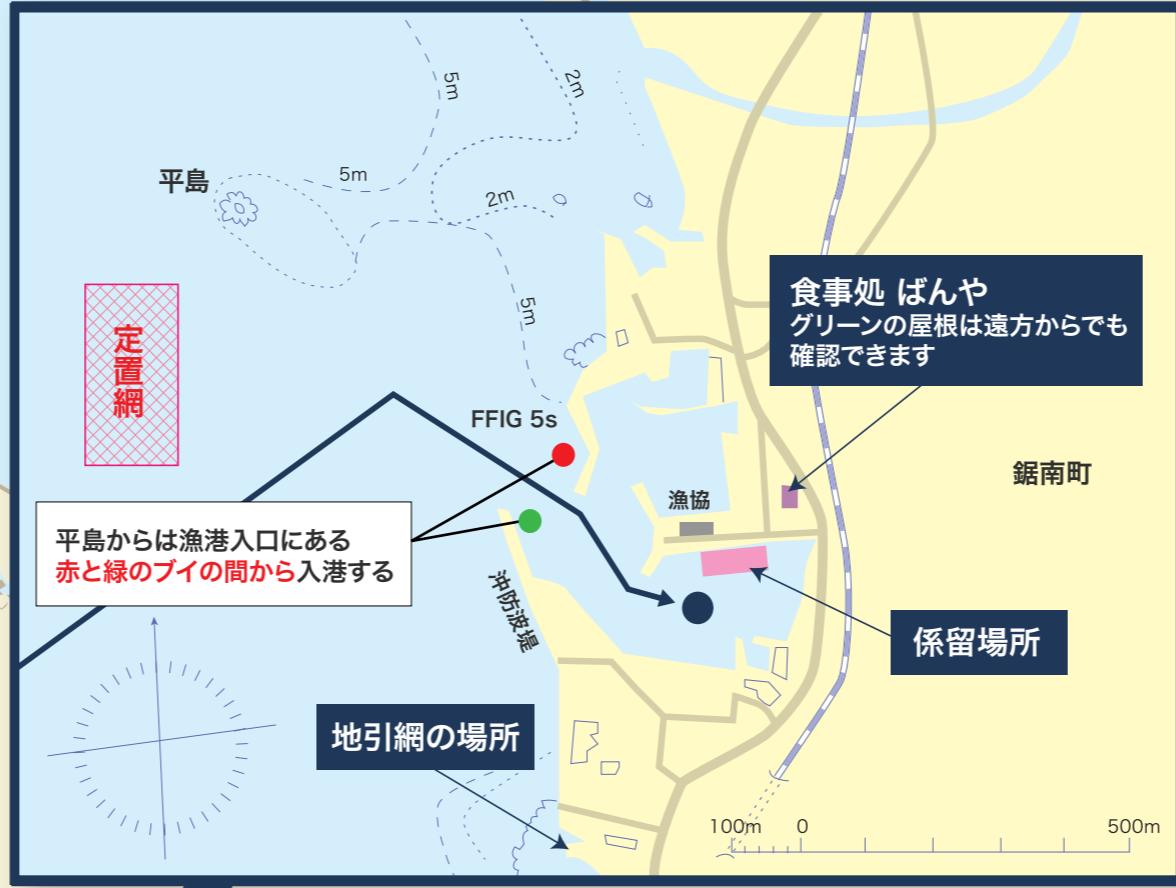 5m
2m
平島
5m
2m
5m
定置網
食事処 ばんや
グリーンの屋根は遠方からでも
確認できます
FFIG 5s
鋸南町
漁協
平島からは漁港入口にある
赤と緑のブイの間から入港する
沖防波堤
係留場所
地引網の場所
100m 0 500m